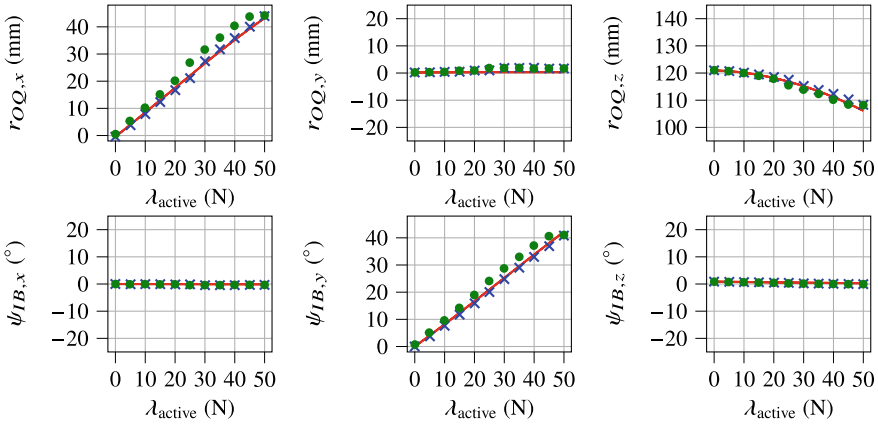 r_{OQ,x} (mm)
40
30
20
10
0
0 10 20 30 40 50
λ_active (N)
r_{OQ,y} (mm)
20
10
0
−10
−20
0 10 20 30 40 50
λ_active (N)
r_{OQ,z} (mm)
140
120
100
0 10 20 30 40 50
λ_active (N)
ψ_{IB,x} (°)
20
10
0
−10
−20
0 10 20 30 40 50
λ_active (N)
ψ_{IB,y} (°)
40
30
20
10
0
0 10 20 30 40 50
λ_active (N)
ψ_{IB,z} (°)
20
10
0
−10
−20
0 10 20 30 40 50
λ_active (N)